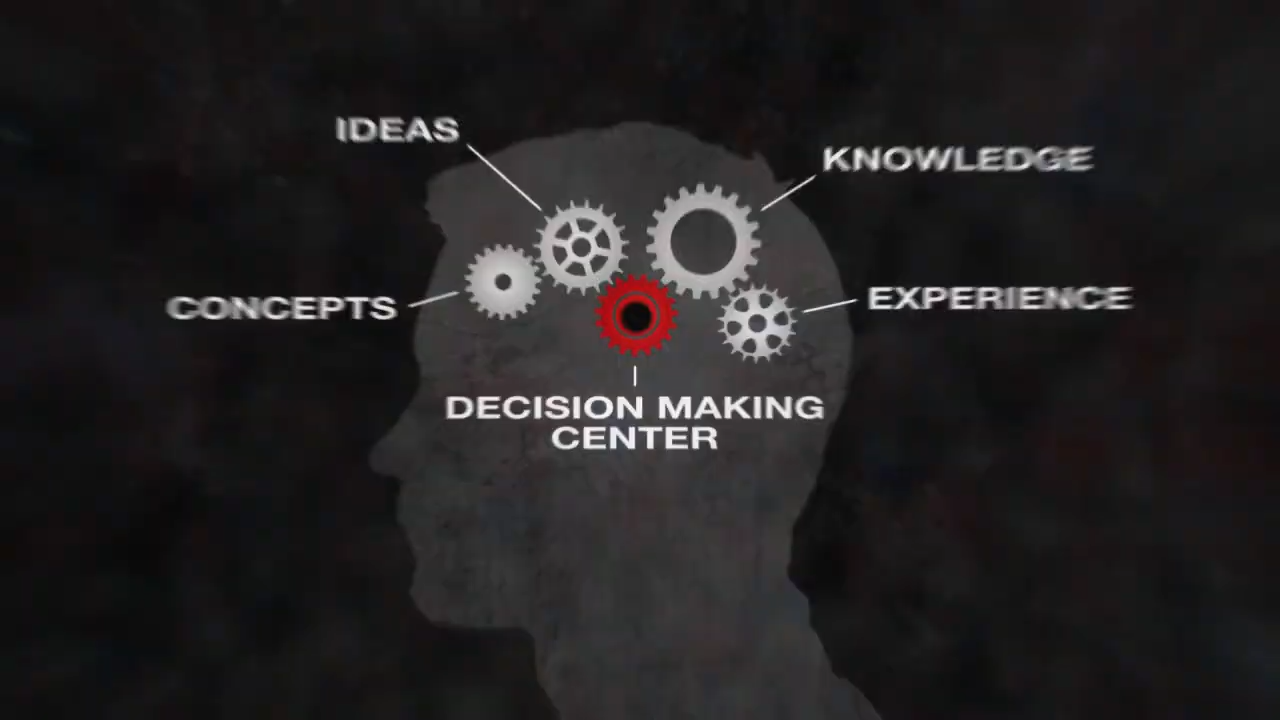 IDEAS
KNOWLEDGE
CONCEPTS
EXPERIENCE
DECISION MAKING
CENTER